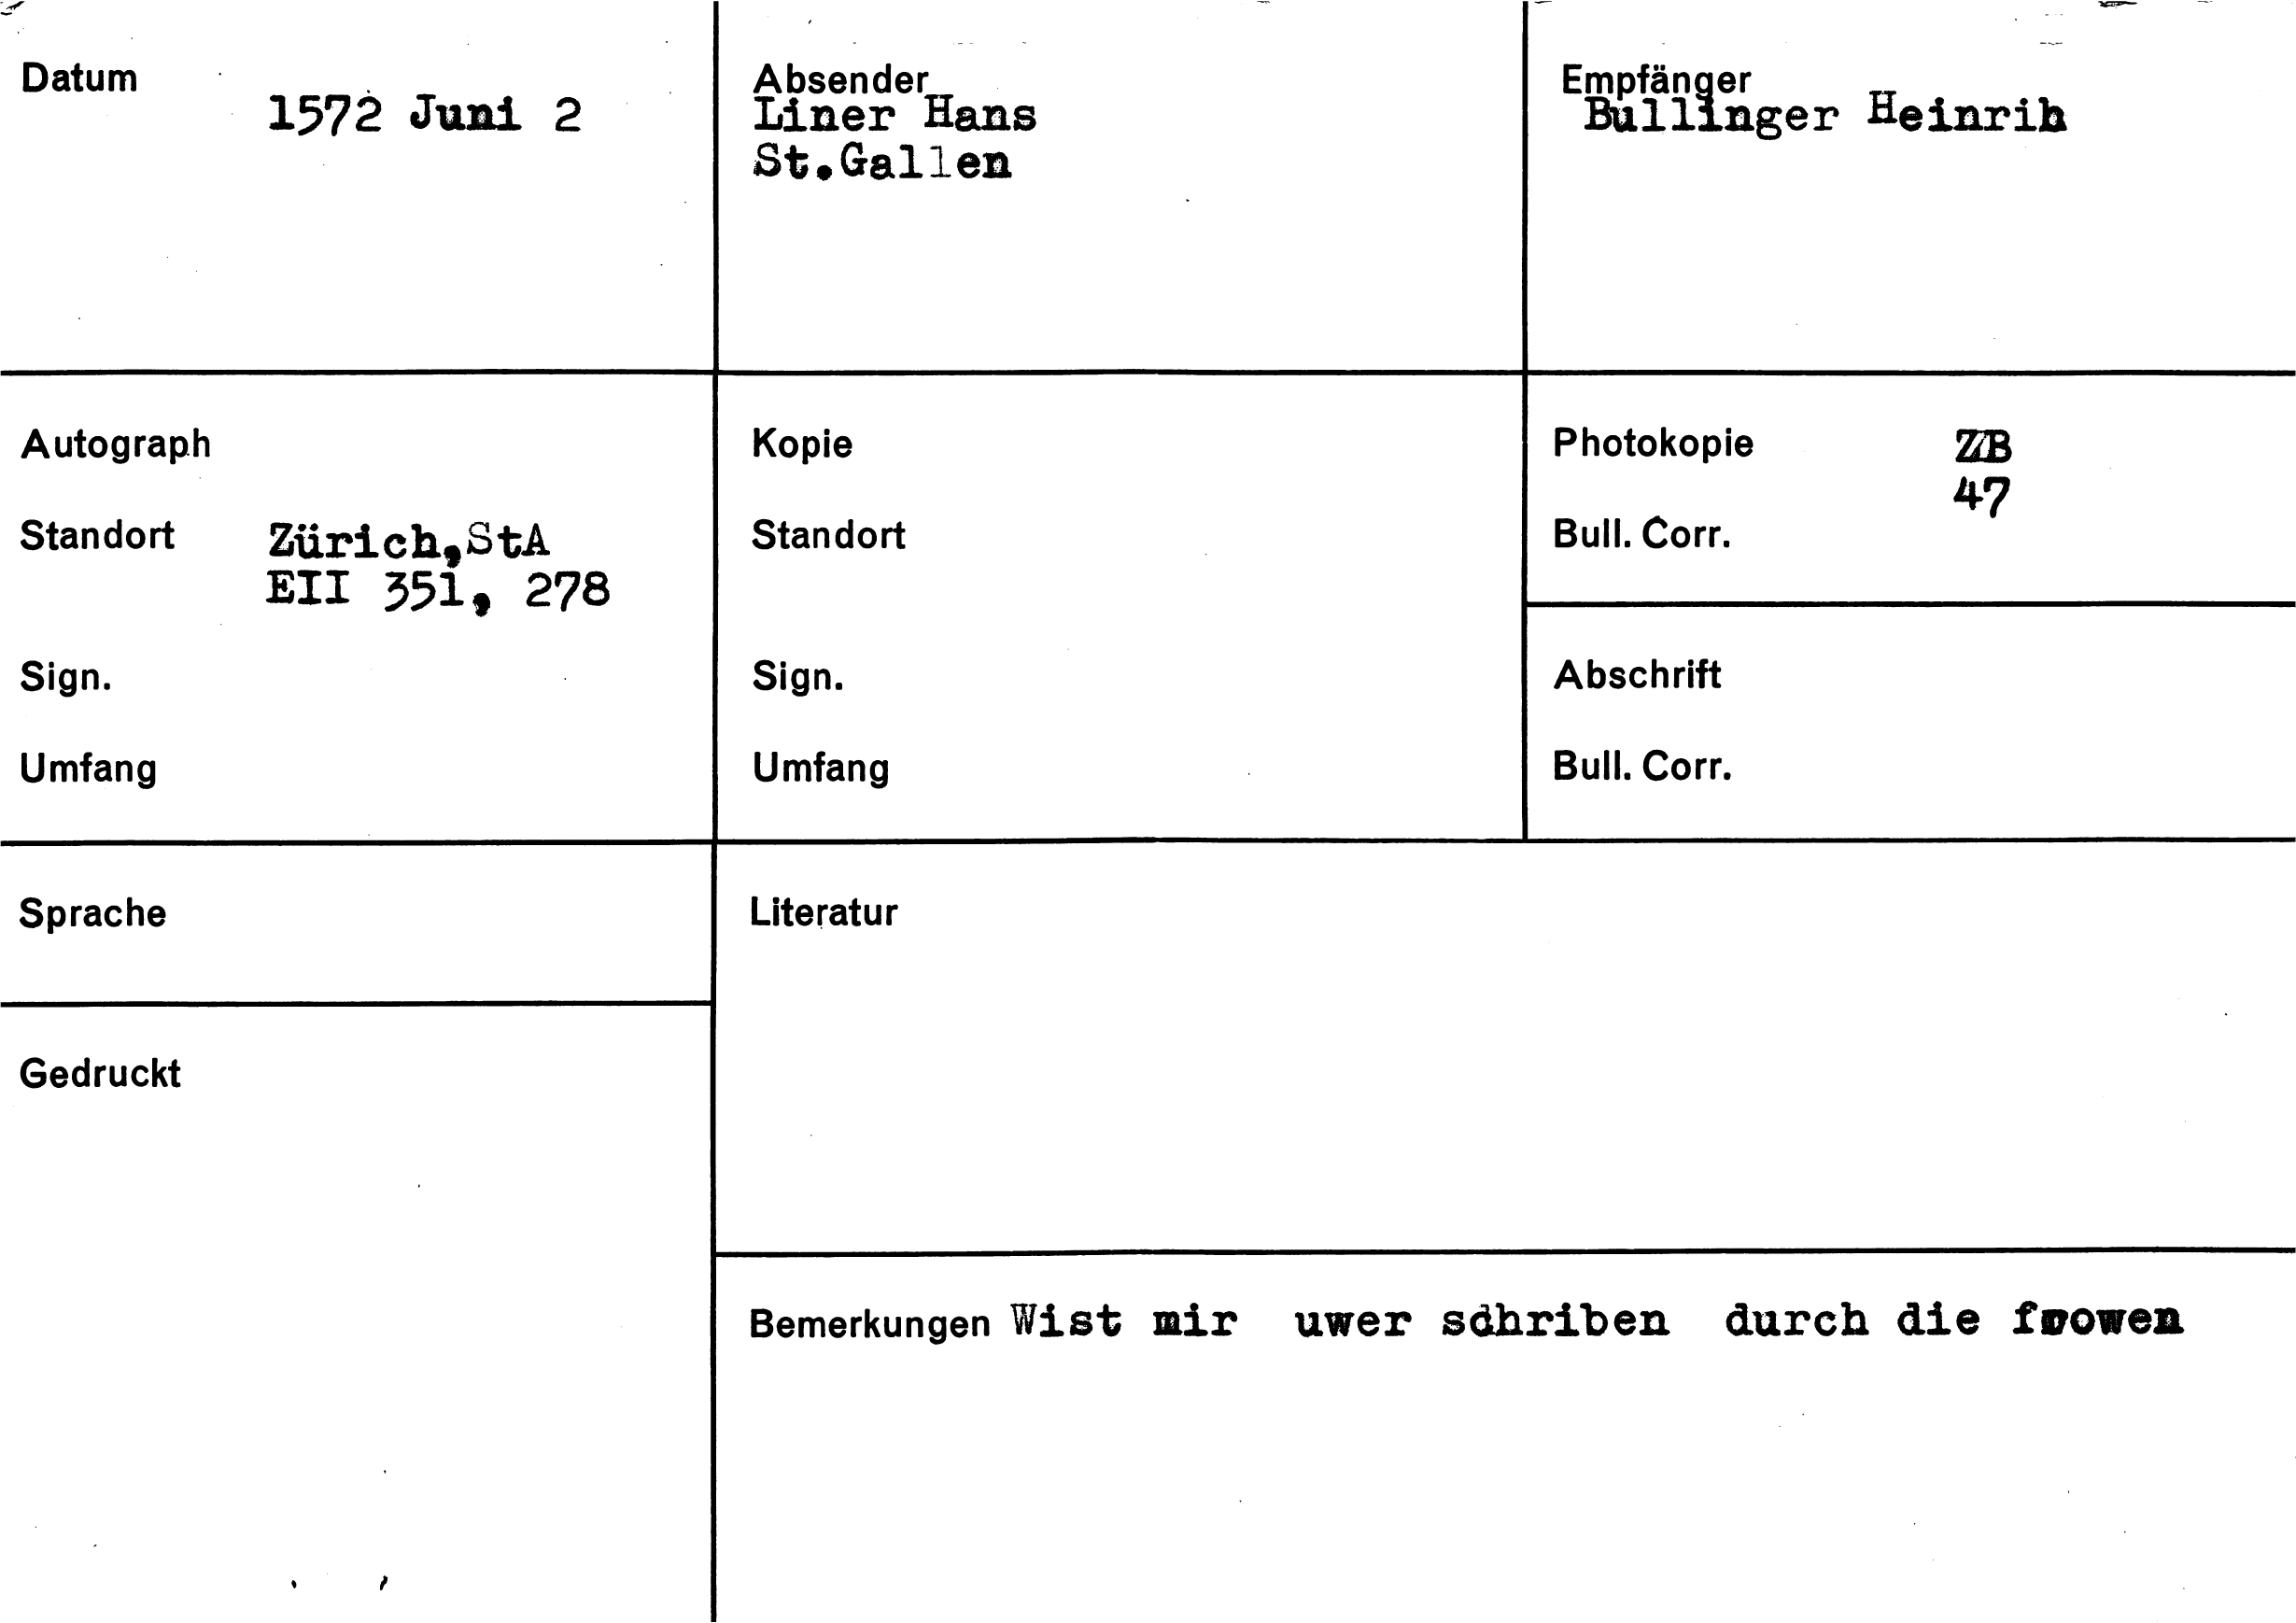 Datum
1572 Juni 2
Absender
Liner Hans
St.Gallen
Empfänger
Bullinger Heinrih
Autograph
Standort Zürich,StA
EII 351, 278
Sign.
Umfang
Kopie
Standort
Sign.
Umfang
Photokopie ZB
47
Bull. Corr.
Abschrift
Bull. Corr.
Sprache
Gedruckt
Literatur
Bemerkungen Wist mir uwer schriben durch die frowen